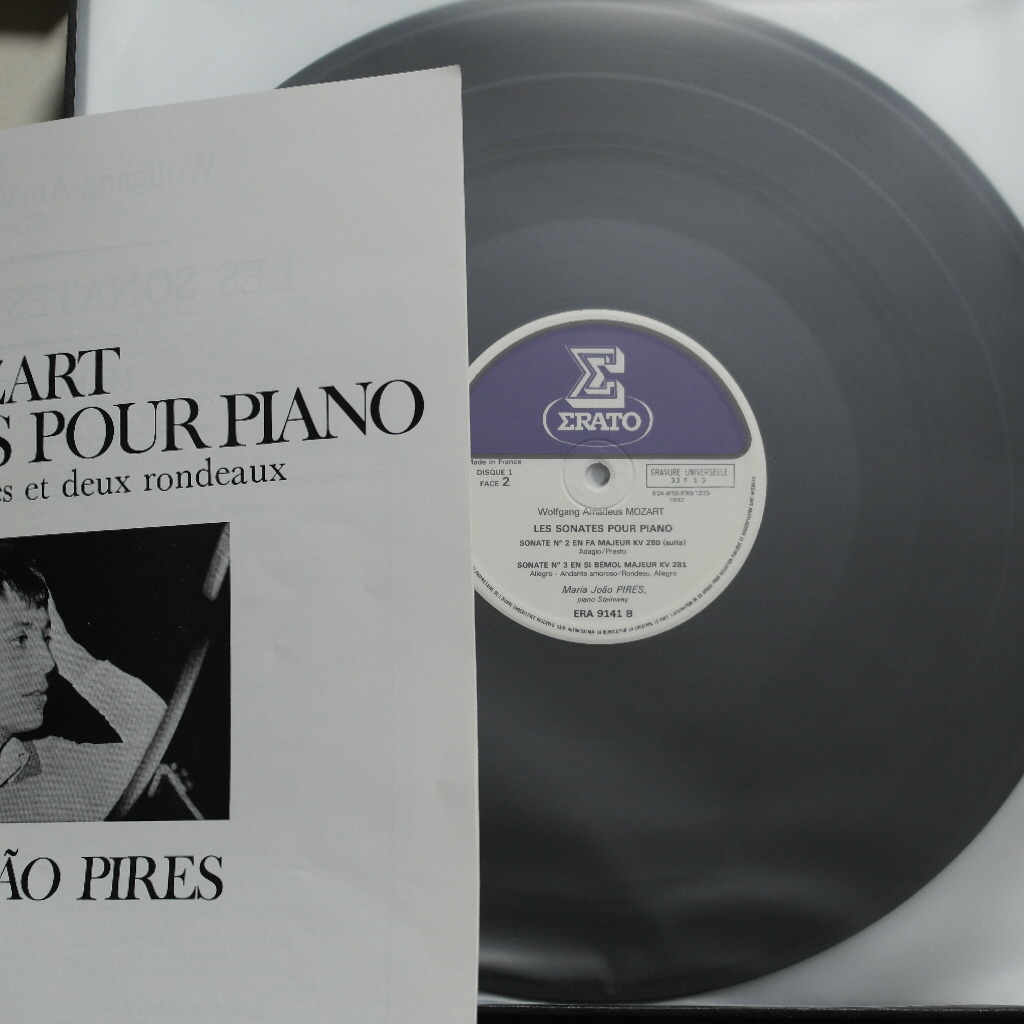 ZART
S POUR PIANO
es et deux rondeaux
ÃO PIRES
LES SONATES
ERATO
Made in France
DISQUE 1
FACE 2
GRAVURE UNIVERSELLE
33 T 1 3
Wolfgang Amadeus MOZART
LES SONATES POUR PIANO
SONATE N° 2 EN FA MAJEUR KV 280 (suite)
Adagio/Presto
SONATE N° 3 EN SI BÉMOL MAJEUR KV 281
Allegro - Andante amoroso/Rondeau. Allegro
Maria João PIRES,
piano Steinway
ERA 9141 B